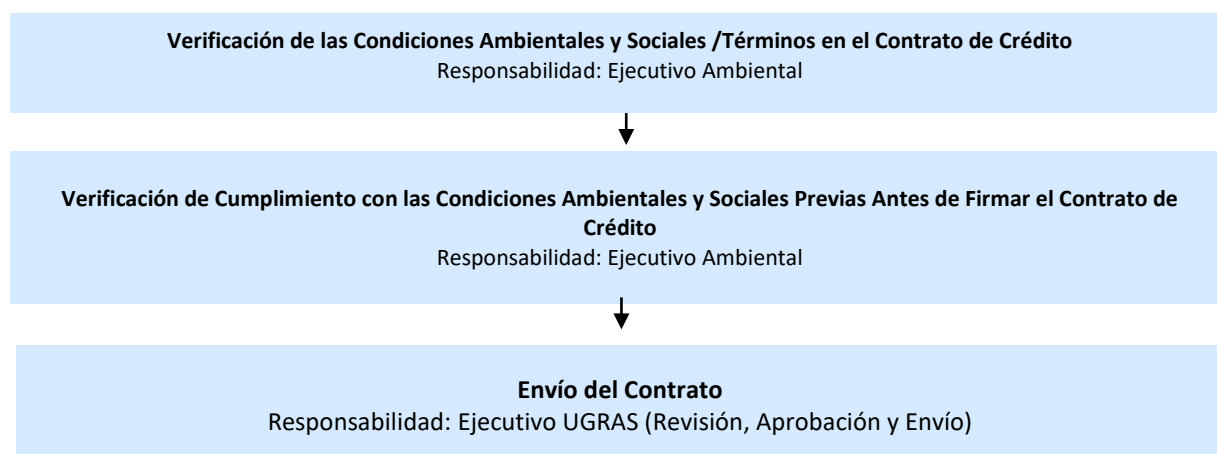 Verificación de las Condiciones Ambientales y Sociales /Términos en el Contrato de Crédito
Responsabilidad: Ejecutivo Ambiental
Verificación de Cumplimiento con las Condiciones Ambientales y Sociales Previas Antes de Firmar el Contrato de
Crédito
Responsabilidad: Ejecutivo Ambiental
Envío del Contrato
Responsabilidad: Ejecutivo UGRAS (Revisión, Aprobación y Envío)